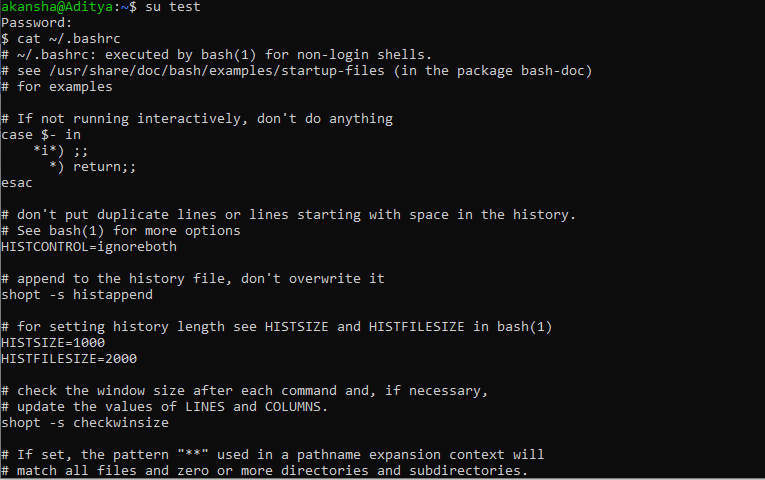 akansha@Aditya:~$ su test
Password:
$ cat ~/.bashrc
# ~/.bashrc: executed by bash(1) for non-login shells.
# see /usr/share/doc/bash/examples/startup-files (in the package bash-doc)
# for examples

# If not running interactively, don't do anything
case $- in
    *i*) ;;
      *) return;;
esac

# don't put duplicate lines or lines starting with space in the history.
# See bash(1) for more options
HISTCONTROL=ignoreboth

# append to the history file, don't overwrite it
shopt -s histappend

# for setting history length see HISTSIZE and HISTFILESIZE in bash(1)
HISTSIZE=1000
HISTFILESIZE=2000

# check the window size after each command and, if necessary,
# update the values of LINES and COLUMNS.
shopt -s checkwinsize

# If set, the pattern "**" used in a pathname expansion context will
# match all files and zero or more directories and subdirectories.